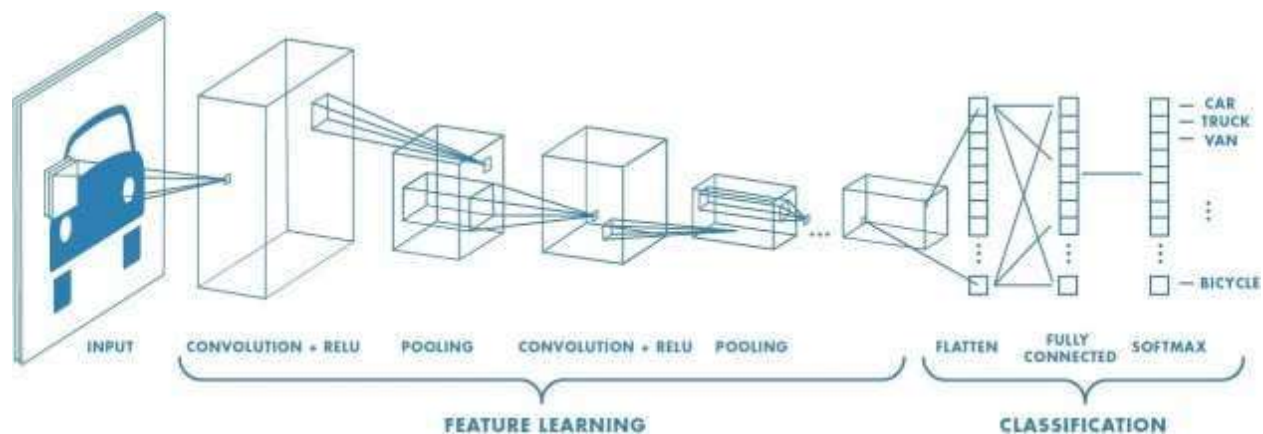 CAR
TRUCK
VAN
BICYCLE
INPUT
CONVOLUTION + RELU
POOLING
CONVOLUTION + RELU
POOLING
FLATTEN
FULLY
CONNECTED
SOFTMAX
FEATURE LEARNING
CLASSIFICATION